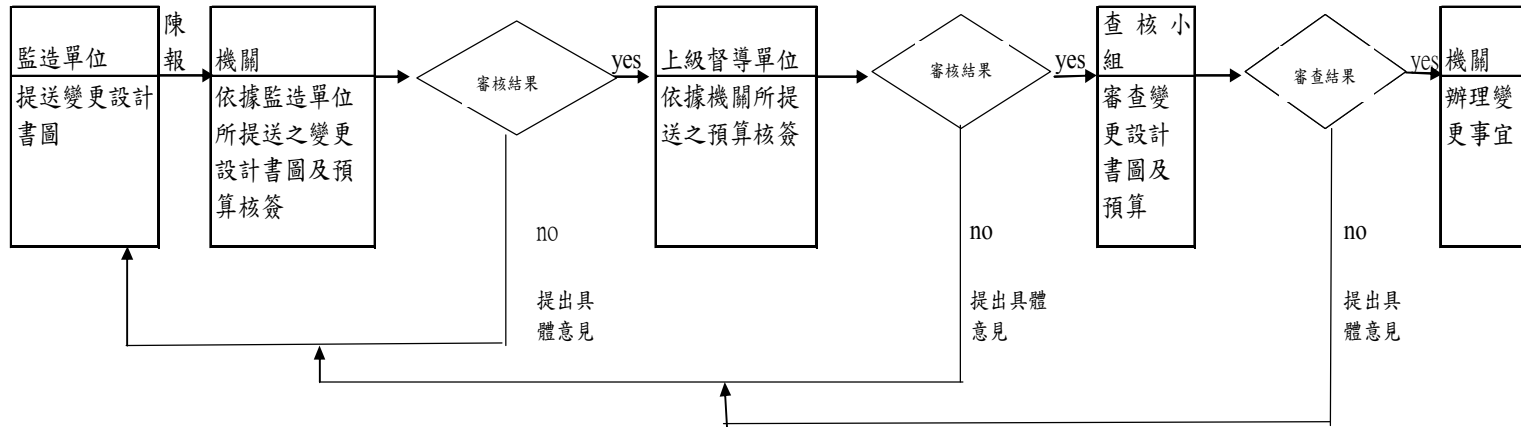 監造單位
提送變更設計
書圖
陳
報
機關
依據監造單位
所提送之變更
設計書圖及預
算核簽
審核結果
yes
no
提出具
體意見
上級督導單位
依據機關所提
送之預算核簽
審核結果
yes
no
提出具體
意見
查核小
組
審查變
更設計
書圖及
預算
審查結果
yes
no
提出具
體意見
機關
辦理變
更事宜